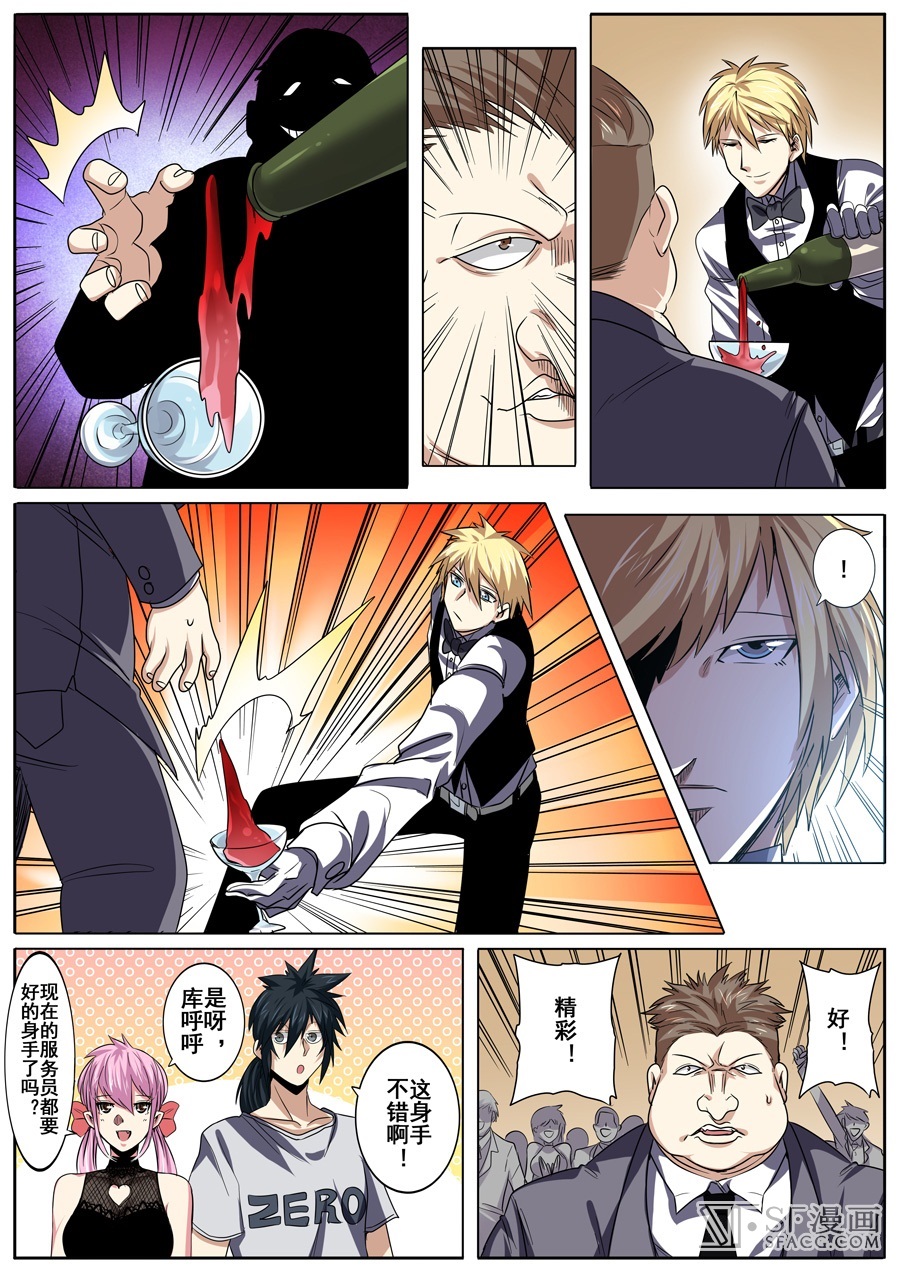 ！
好！
精彩！
这身手
不错啊！
是呀，
库呼呼
现在的服务员都要
好的身手了吗？
ZERO
SF漫画
SFACG.COM